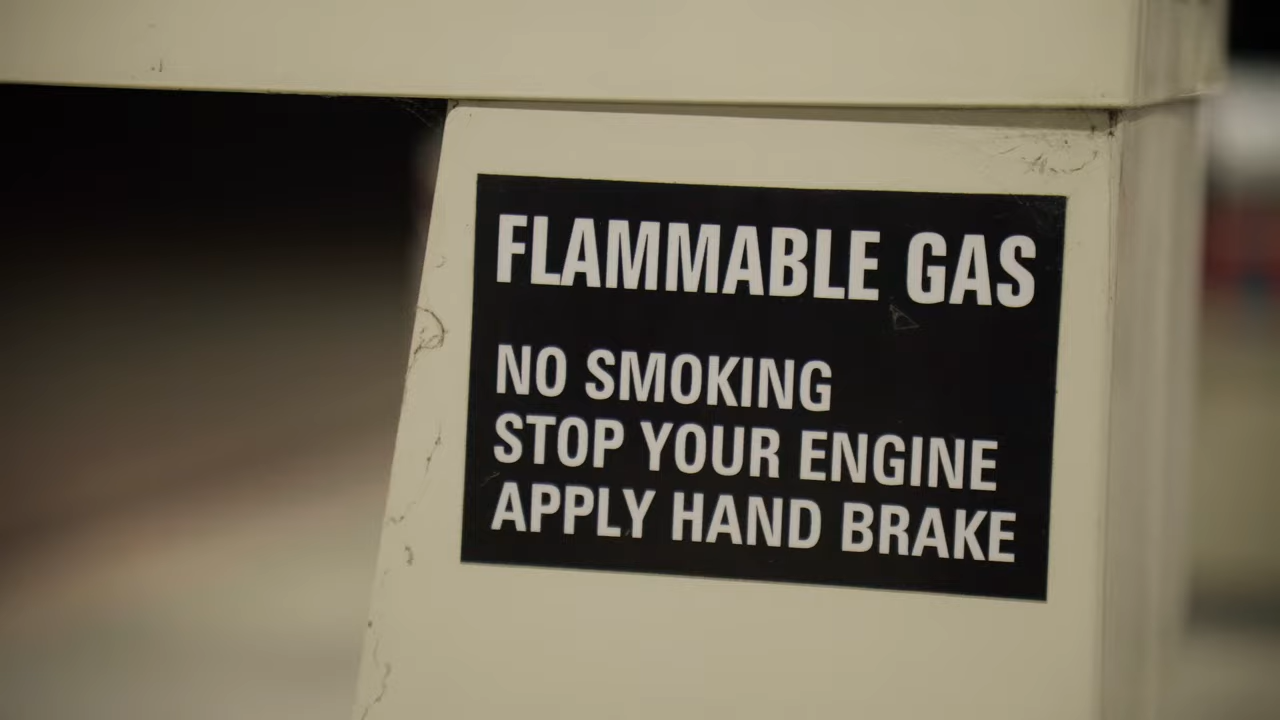 FLAMMABLE GAS
NO SMOKING
STOP YOUR ENGINE
APPLY HAND BRAKE